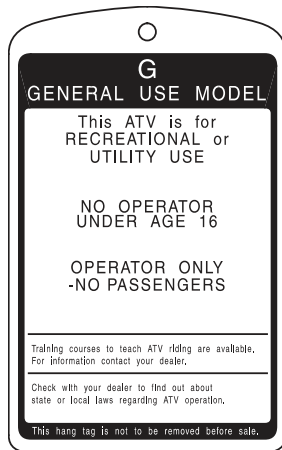 G
GENERAL USE MODEL
This ATV is for
RECREATIONAL or
UTILITY USE
NO OPERATOR
UNDER AGE 16
OPERATOR ONLY
-NO PASSENGERS
Training courses to teach ATV riding are available.
For information contact your dealer.
Check with your dealer to find out about
state or local laws regarding ATV operation.
This hang tag is not to be removed before sale.